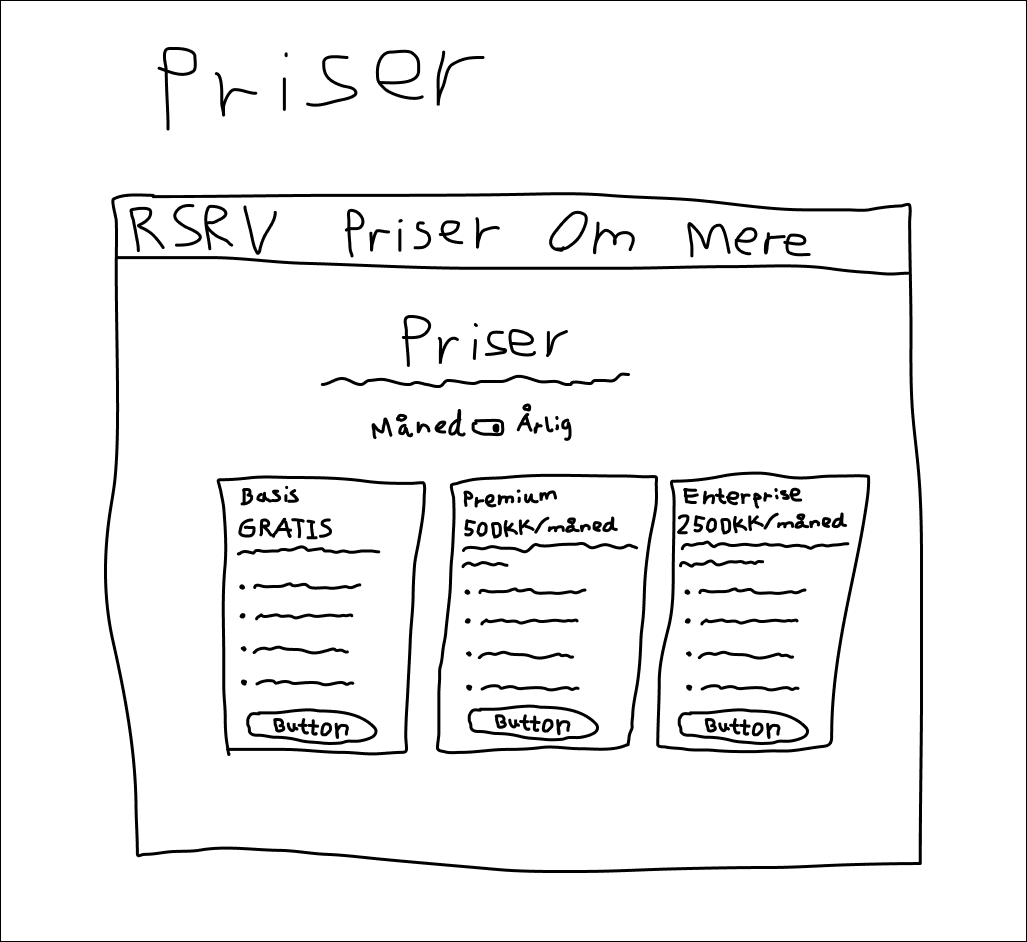 Priser
RSRV Priser Om Mere
Priser
Måned Årlig
Basis
GRATIS
Button
Premium
50DKK/måned
Button
Enterprise
250DKK/måned
Button